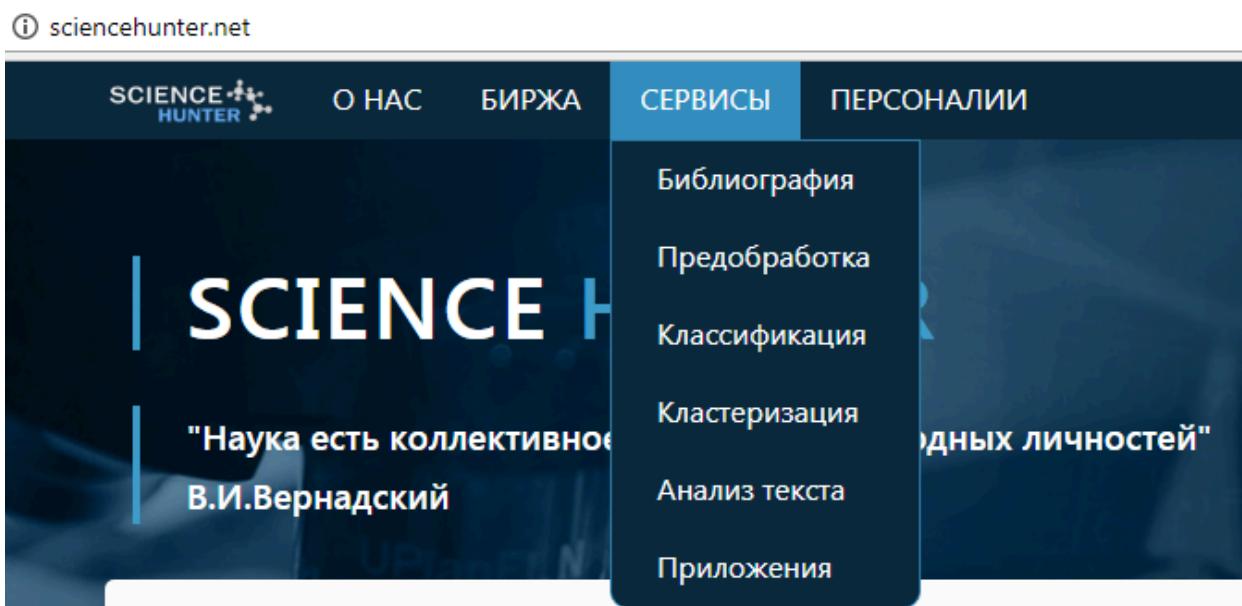 sciencehunter.net
SCIENCE
HUNTER
О НАС БИРЖА СЕРВИСЫ ПЕРСОНАЛИИ
Библиография
Предобработка
Классификация
Кластеризация
Анализ текста
Приложения
SCIENCE
"Наука есть коллективное
личностей"
В.И.Вернадский